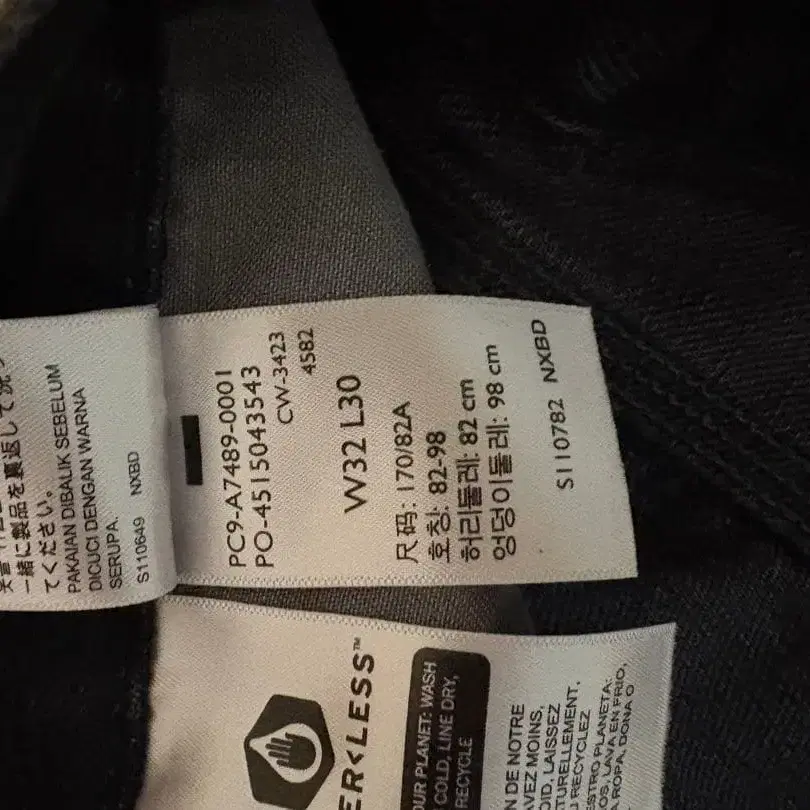 一緒に製品を裏返して洗っ
てください。
PAKAIAN DIBALIK SEBELUM
DICUCI DENGAN WARNA
SERUPA.
S110649 NXBD
PC9-A7489-0001
PO-4515043543
CW-3423
4582
W32 L30
尺码: 170/82A
호칭: 82-98
허리둘레: 82 cm
엉덩이둘레: 98 cm
S110782 NXBD
ER<LESS™
OUR PLANET: WASH
COLD, LINE DRY,
RECYCLE
N DE NOTRE
AVEZ MOINS,
OID, LAISSEZ
TURELLEMENT,
U RECYCLEZ
STRO PLANETA:
OS, LAVA EN FRIO,
ROPA, DONA O